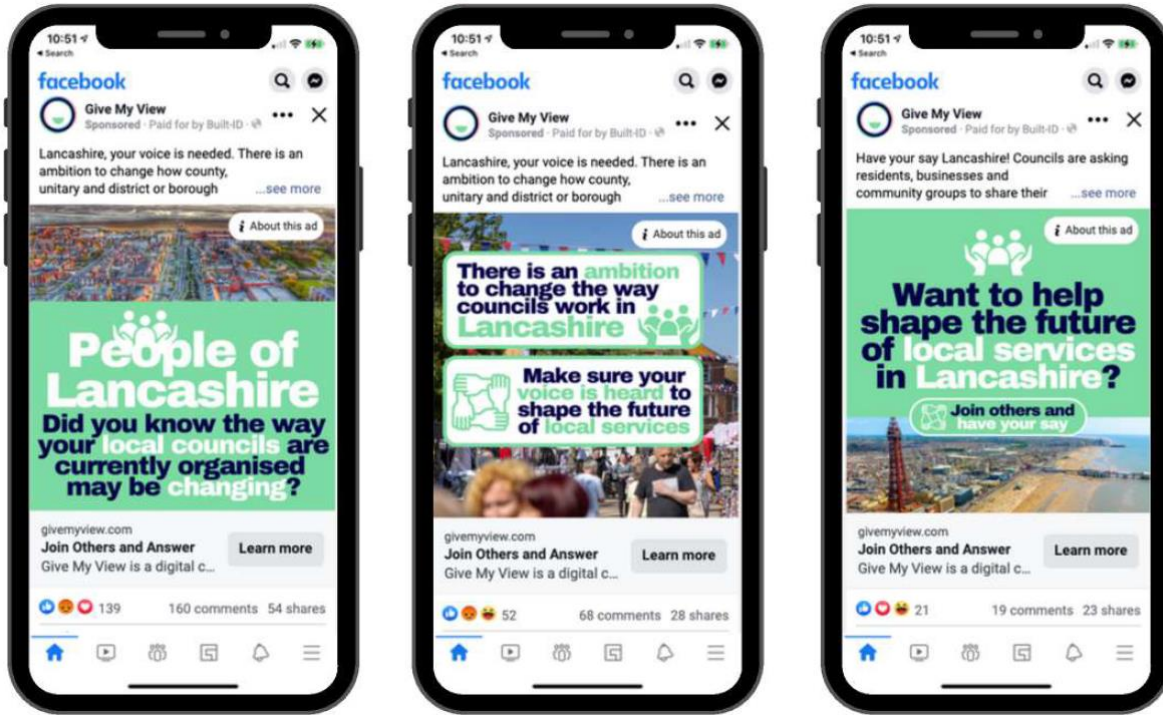 10:51
Search
facebook
Give My View
Sponsored · Paid for by Built-ID ·
Lancashire, your voice is needed. There is an
ambition to change how county,
unitary and district or borough ...see more
i About this ad
People of
Lancashire
Did you know the way
your local councils are
currently organised
may be changing?
givemyview.com
Join Others and Answer
Give My View is a digital c...
Learn more
139 160 comments 54 shares
10:51
Search
facebook
Give My View
Sponsored · Paid for by Built-ID ·
Lancashire, your voice is needed. There is an
ambition to change how county,
unitary and district or borough ...see more
i About this ad
There is an ambition
to change the way
councils work in
Lancashire
Make sure your
voice is heard to
shape the future
of local services
givemyview.com
Join Others and Answer
Give My View is a digital c...
Learn more
52 68 comments 28 shares
10:51
Search
facebook
Give My View
Sponsored · Paid for by Built-ID ·
Have your say Lancashire! Councils are asking
residents, businesses and
community groups to share their ...see more
i About this ad
Want to help
shape the future
of local services
in Lancashire?
Join others and
have your say
givemyview.com
Join Others and Answer
Give My View is a digital c...
Learn more
21 19 comments 23 shares